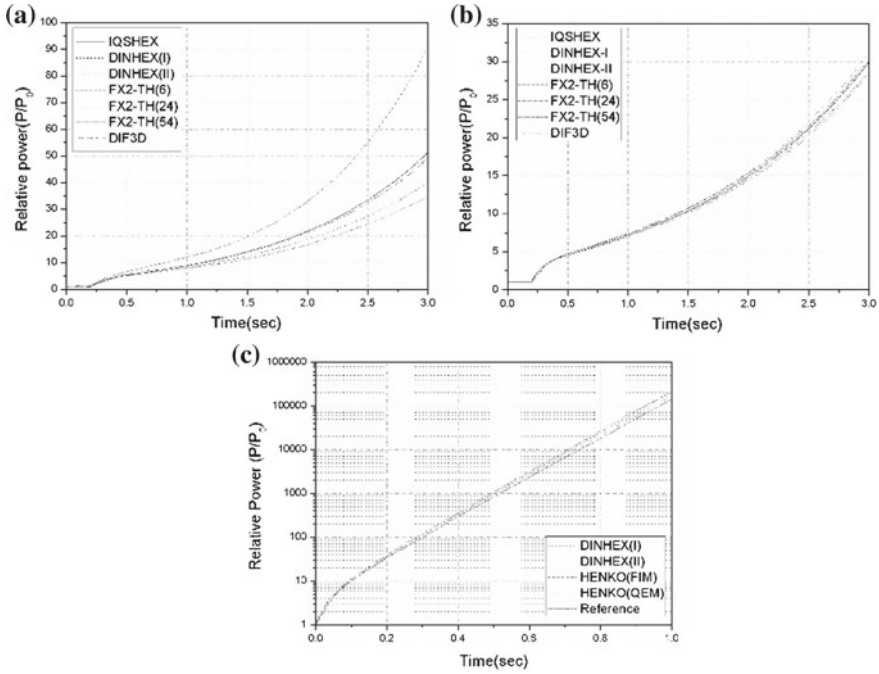 (a)
100
90
80
70
60
50
40
30
20
10
0
Relative power(P/P0)
IQSHEX
DINHEX(I)
DINHEX(II)
FX2-TH(6)
FX2-TH(24)
FX2-TH(54)
DIF3D
0.0 0.5 1.0 1.5 2.0 2.5 3.0
Time(sec)
(b)
35
30
25
20
15
10
5
0
Relative power(P/P0)
IQSHEX
DINHEX-I
DINHEX-II
FX2-TH(6)
FX2-TH(24)
FX2-TH(54)
DIF3D
0.0 0.5 1.0 1.5 2.0 2.5 3.0
Time(sec)
(c)
1000000
100000
10000
1000
100
10
1
Relative Power (P/P0)
DINHEX(I)
DINHEX(II)
HENKO(FIM)
HENKO(QEM)
Reference
0.0 0.2 0.4 0.6 0.8 1.0
Time(sec)